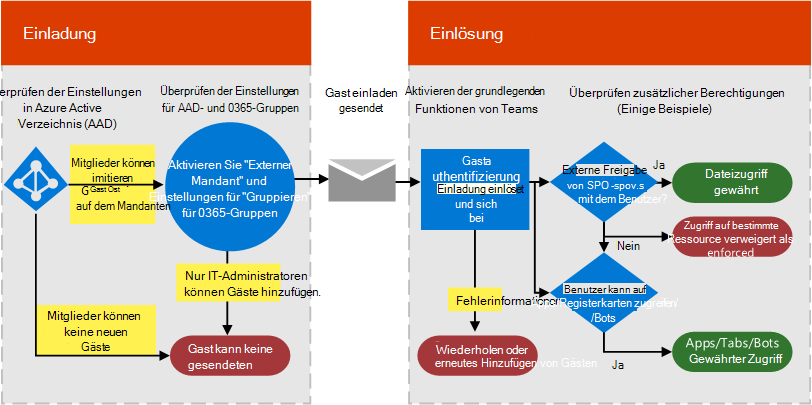 Einladung
Einlösung
erprüfen der Einstellungen
in Azure Active
Verzeichnis (AAD)
Überprüfen der Einstellungen
für AAD- und 0365-Gruppen
Gast einladen
gesendet
Aktivieren der grundlegenden
Funktionen von Teams
Überprüfen zusätzlicher Berechtigungen
(Einige Beispiele)
Mitglieder können
imitieren
G Gast Ost
auf dem Mandanten
Aktivieren Sie "Externer
Mandant" und
Einstellungen für "Gruppieren
für 0365-Gruppen
Gasta
uthentifizierung
Einladung einlöset
und sich
bei
Externe Freigabe
von SPO -spov.s
mit dem Benutzer?
Ja
Dateizugriff
gewährt
Nein
Zugriff auf bestimmte
Ressource verweigert als
enforced
Nur IT-Administratoren
können Gäste hinzufügen.
Fehlerinformationen
Benutzer kann auf
Apps/Registerkarten zugreifen/
/Bots
Mitglieder können
keine neuen
Gäste
Gast kann keine
gesendeten
Wiederholen oder
erneutes Hinzufügen von Gästen
Ja
Apps/Tabs/Bots
Gewährter Zugriff